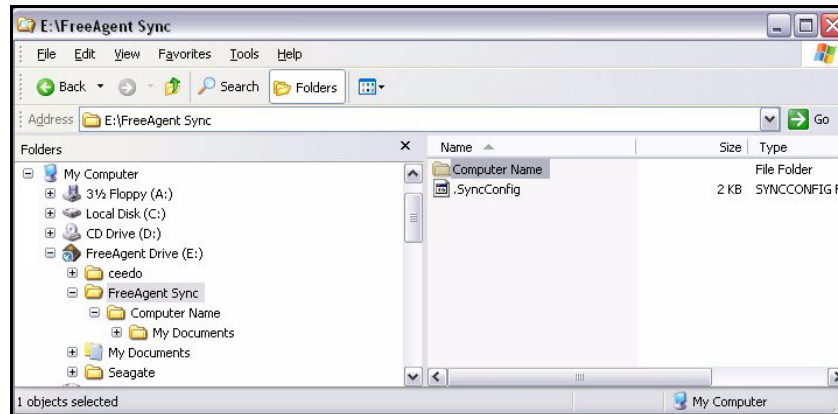 E:\FreeAgent Sync
File Edit View Favorites Tools Help
Back Search Folders
Address E:\FreeAgent Sync Go
Folders
Name Size Type
My Computer
3½ Floppy (A:)
Local Disk (C:)
CD Drive (D:)
FreeAgent Drive (E:)
ceedo
FreeAgent Sync
Computer Name
My Documents
My Documents
Seagate
Computer Name File Folder
.SyncConfig 2 KB SYNCCONFIG F
1 objects selected My Computer